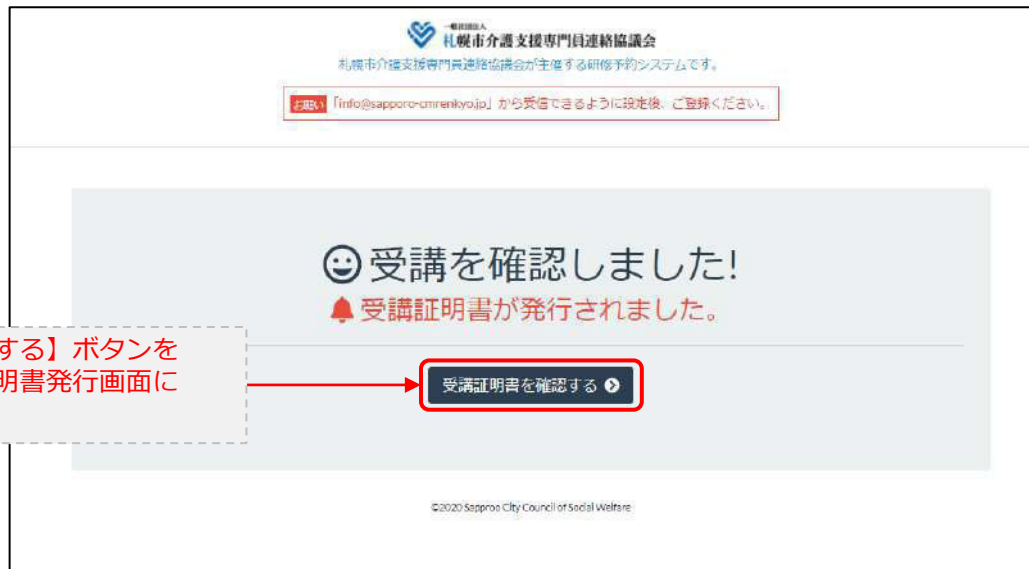 一般社団法人
札幌市介護支援専門員連絡協議会
札幌市介護支援専門員連絡協議会が主催する研修予約システムです。
お願い 「info@sapporo-cmrenkyo.jp」から受信できるように設定後、ご登録ください。
受講を確認しました!
受講証明書が発行されました。
する】ボタンを
明書発行画面に
受講証明書を確認する
©2020 Sapproo City Council of Social Welfare